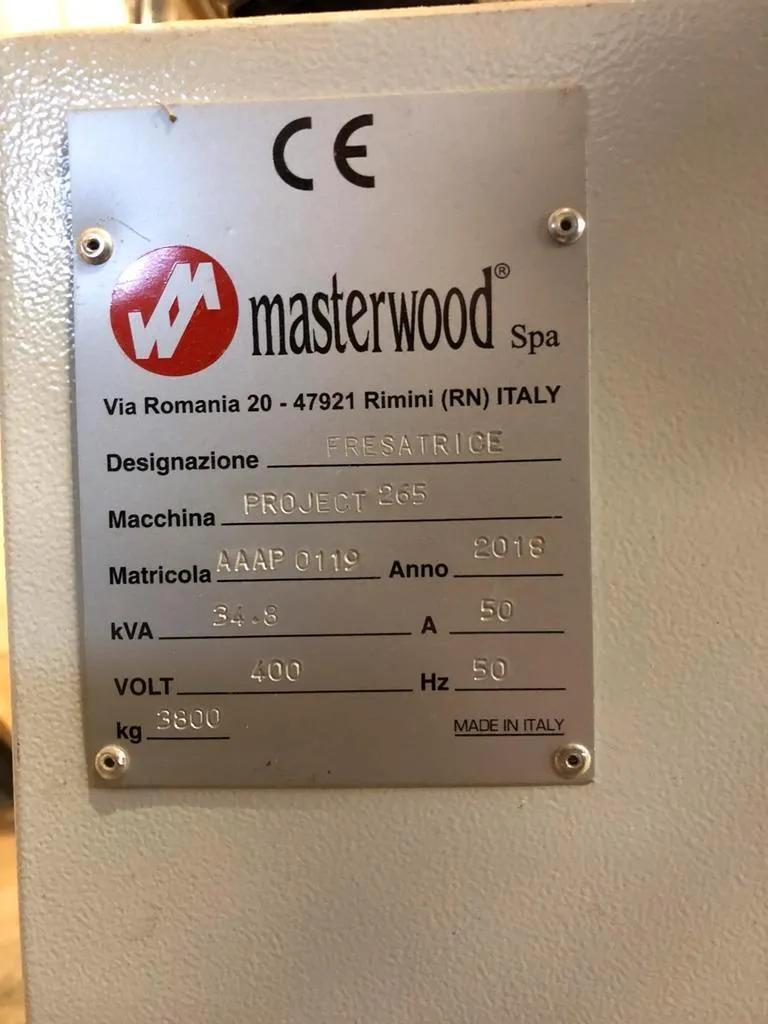 CE
masterwood® Spa
Via Romania 20 - 47921 Rimini (RN) ITALY
Designazione FRESATRICE
Macchina PROJECT 265
Matricola AAAP 0119 Anno 2018
kVA 34.8 A 50
VOLT 400 Hz 50
kg 3800 MADE IN ITALY